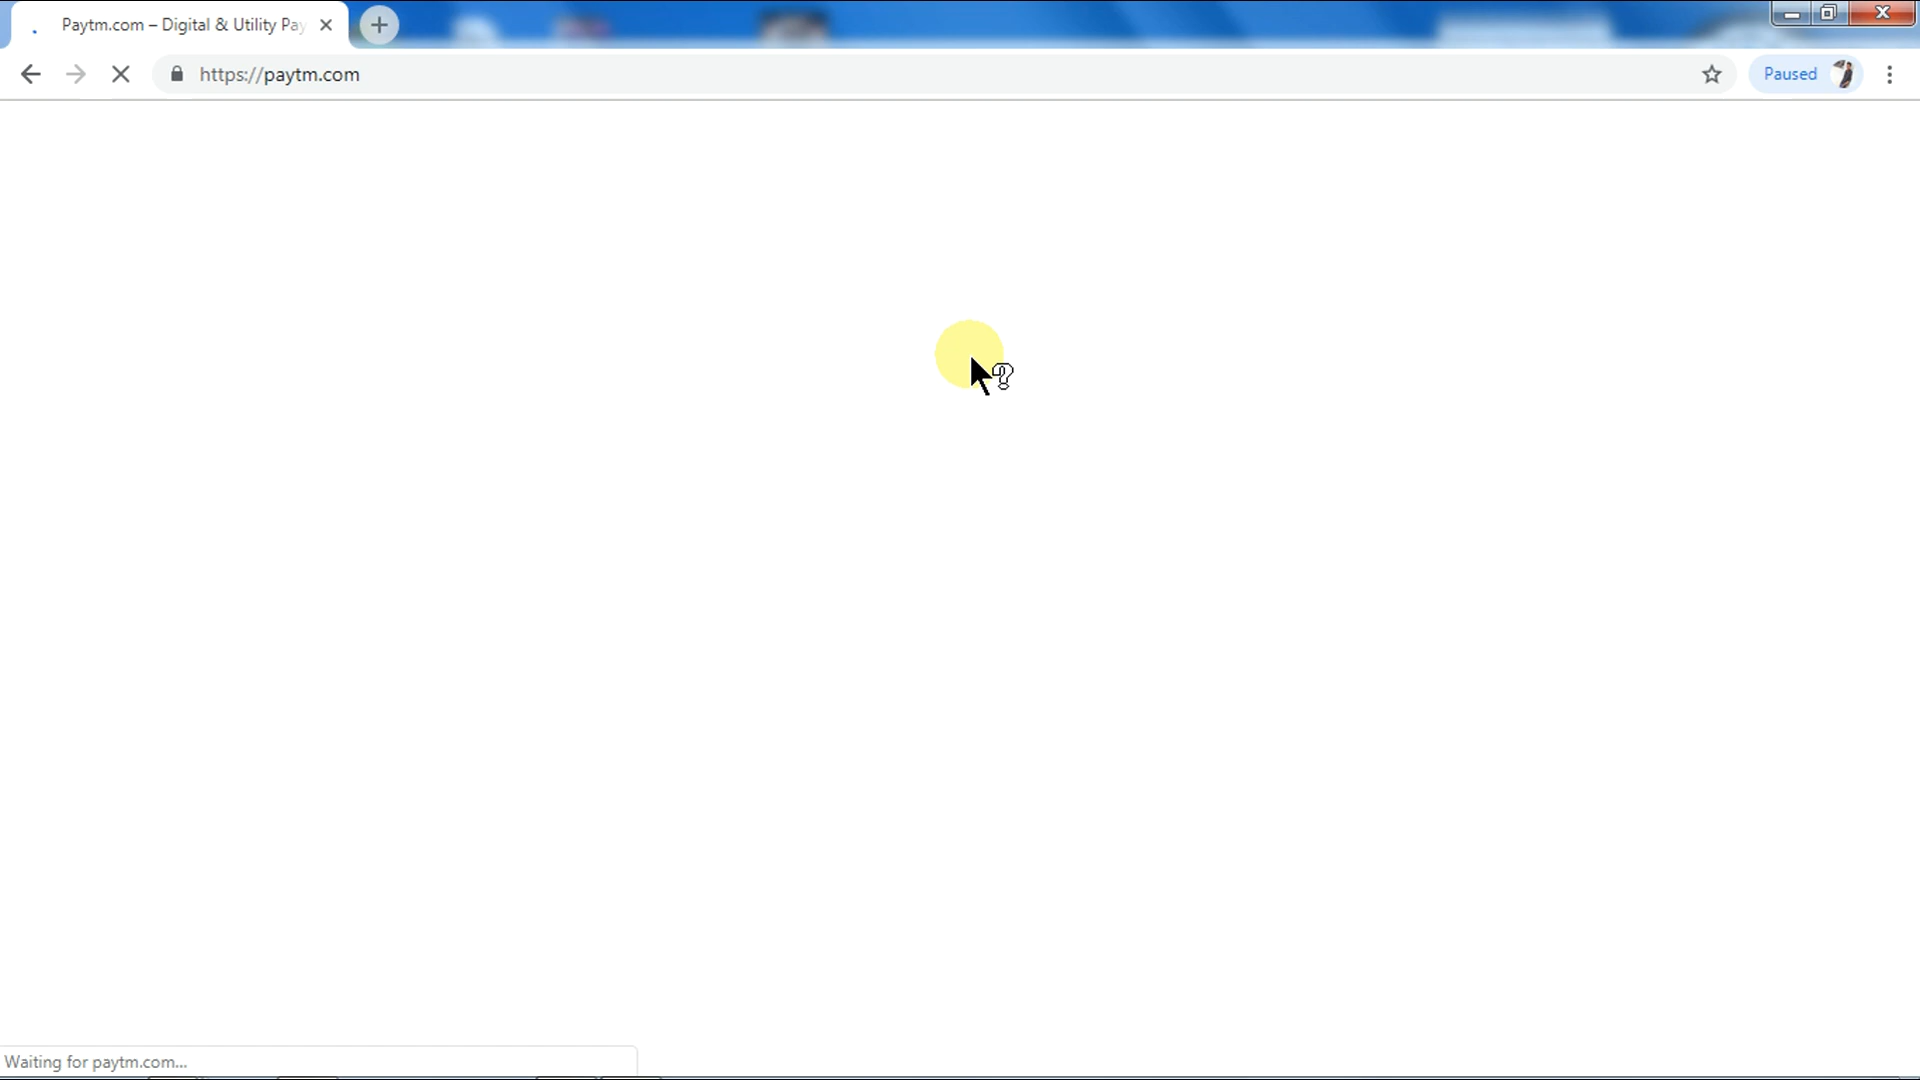 Paytm.com – Digital & Utility Pay
https://paytm.com
Paused
Waiting for paytm.com...